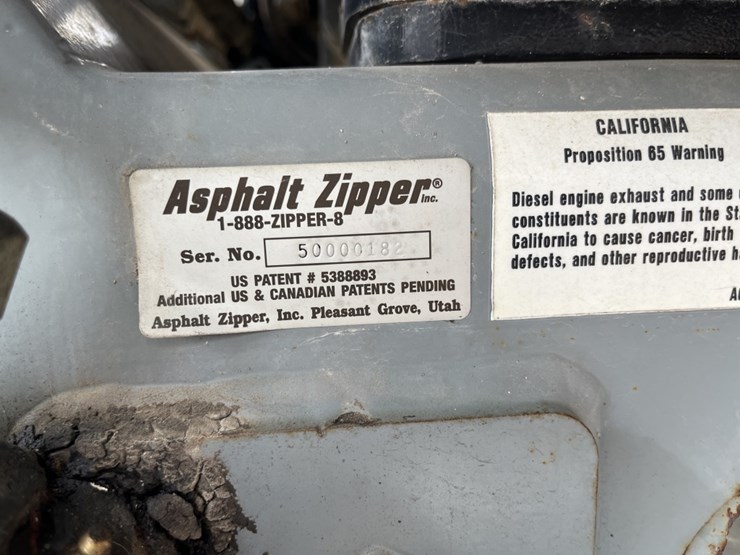 Asphalt Zipper® Inc.
1-888-ZIPPER-8
Ser. No. 50000182
US PATENT # 5388893
Additional US & CANADIAN PATENTS PENDING
Asphalt Zipper, Inc. Pleasant Grove, Utah
CALIFORNIA
Proposition 65 Warning
Diesel engine exhaust and some
constituents are known in the
California to cause cancer, birth
defects, and other reproductive